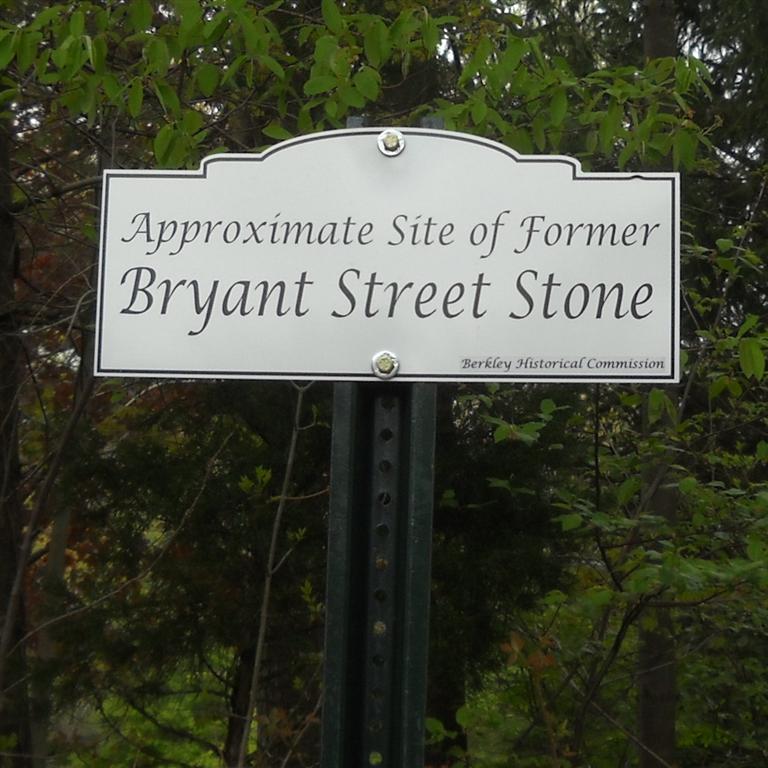 Approximate Site of Former
Bryant Street Stone
Berkley Historical Commission